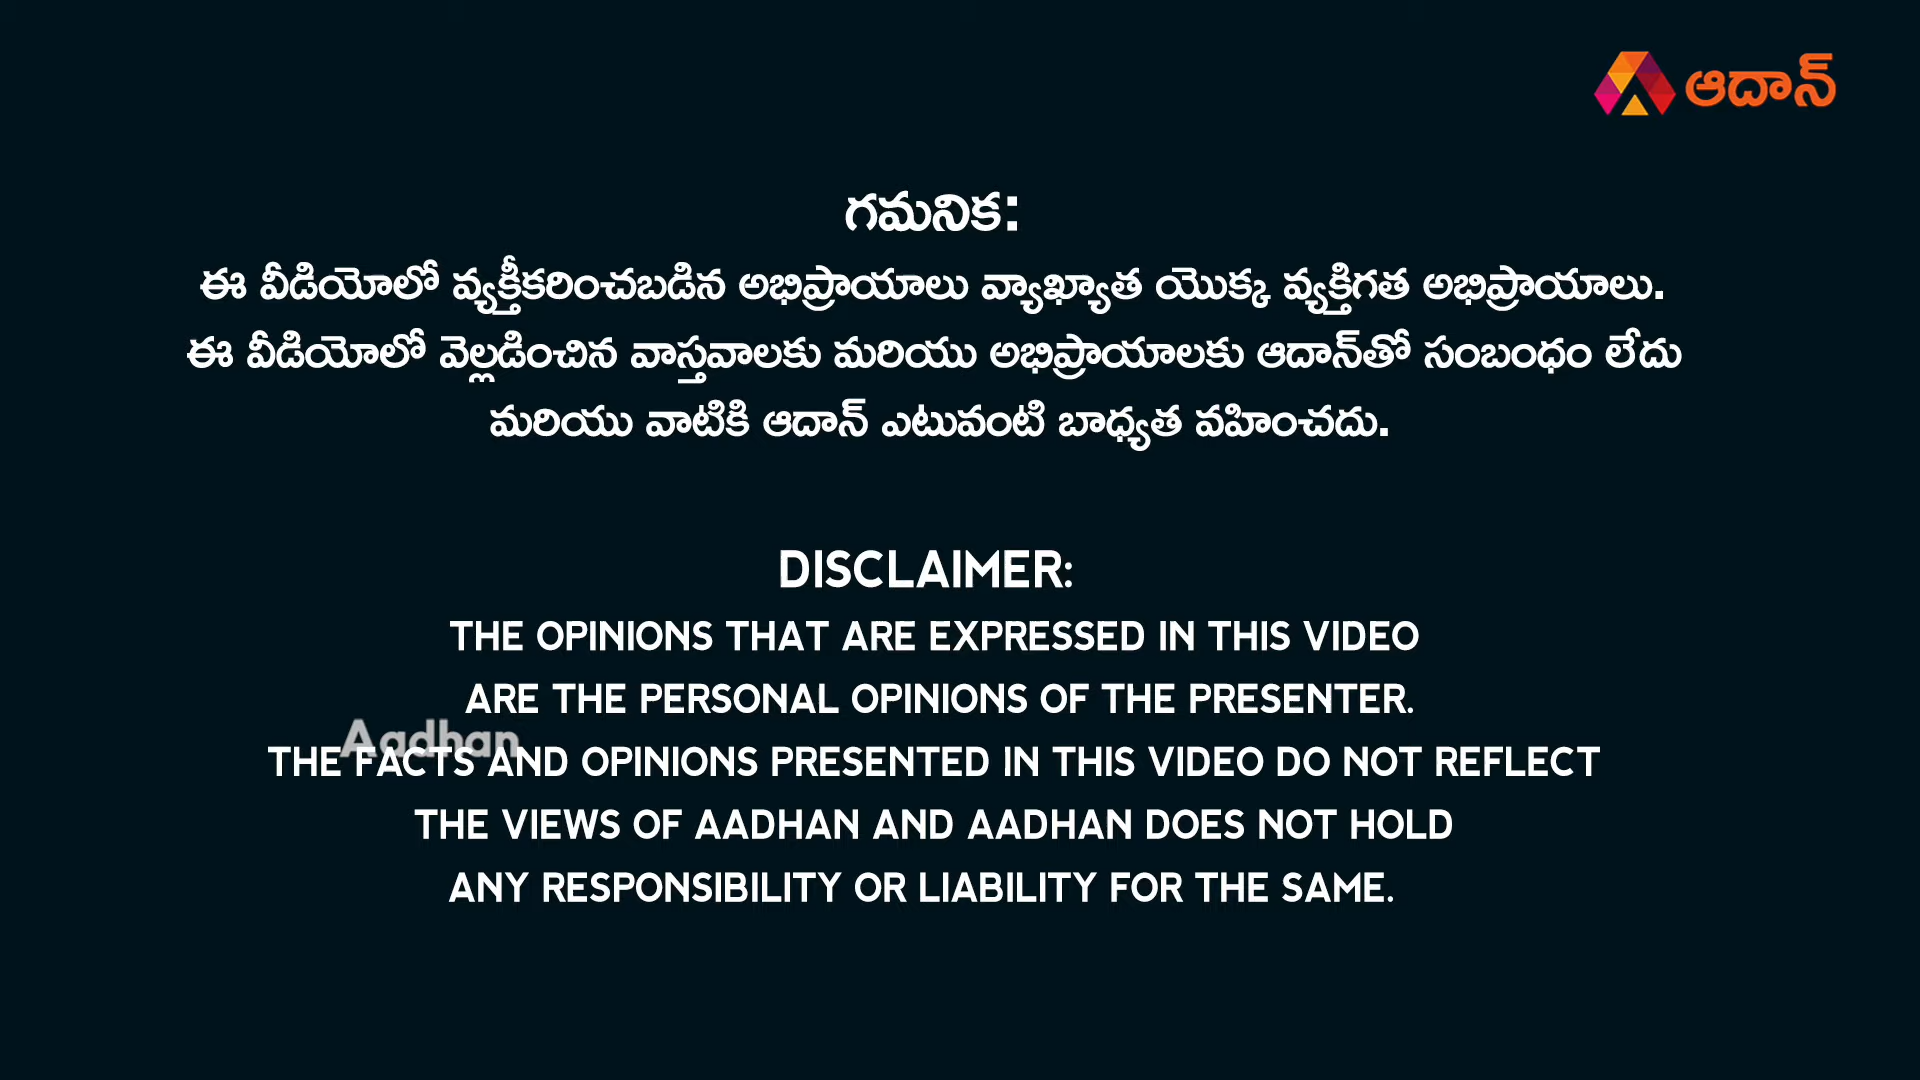 ఆదాన్
గమనిక:
ఈ వీడియోలో వ్యక్తీకరించబడిన అభిప్రాయాలు వ్యాఖ్యాత యొక్క వ్యక్తిగత అభిప్రాయాలు.
ఈ వీడియోలో వెల్లడించిన వాస్తవాలకు మరియు అభిప్రాయాలకు ఆదాన్‌తో సంబంధం లేదు
మరియు వాటికి ఆదాన్ ఎటువంటి బాధ్యత వహించదు.
DISCLAIMER:
THE OPINIONS THAT ARE EXPRESSED IN THIS VIDEO
ARE THE PERSONAL OPINIONS OF THE PRESENTER.
Aadhan
THE FACTS AND OPINIONS PRESENTED IN THIS VIDEO DO NOT REFLECT
THE VIEWS OF AADHAN AND AADHAN DOES NOT HOLD
ANY RESPONSIBILITY OR LIABILITY FOR THE SAME.